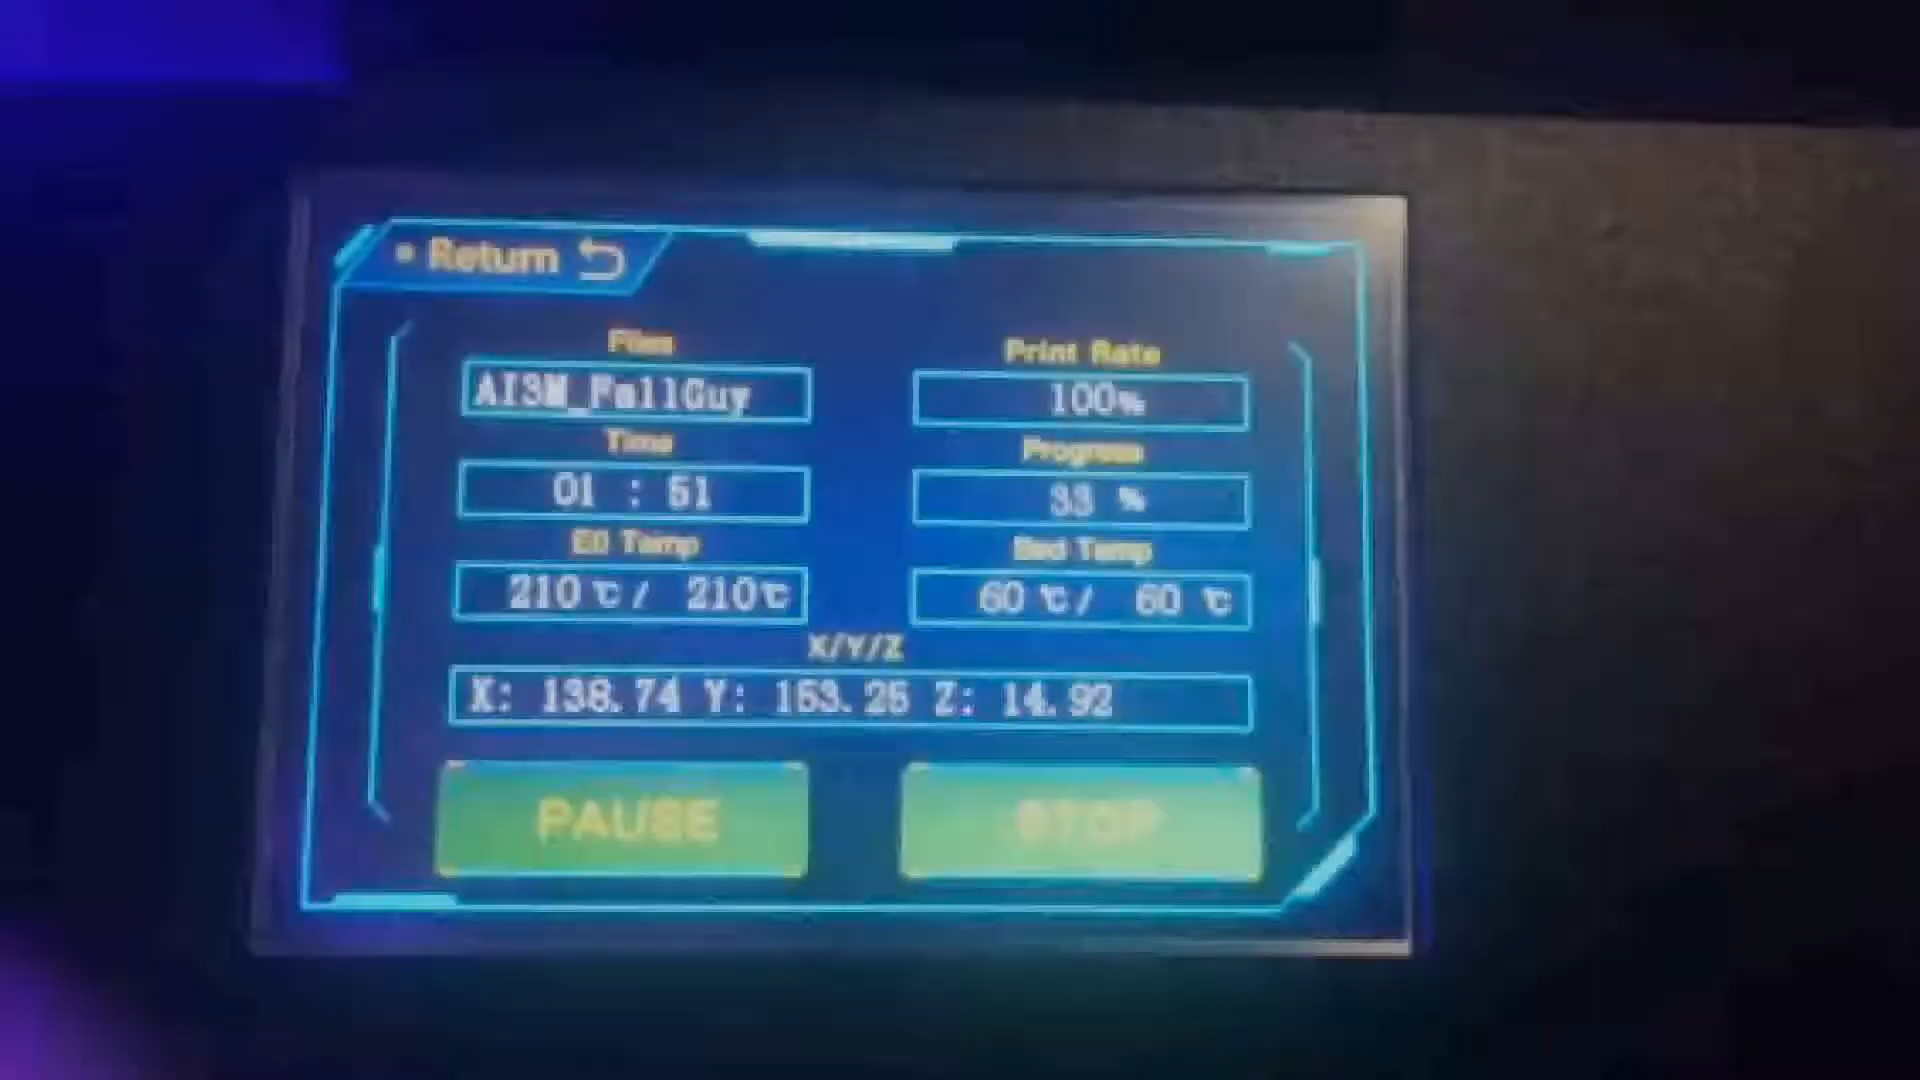 • Return
Files
AI3M_FallGuy
Print Rate
100%
Time
01 : 51
Progress
33 %
E0 Temp
210 ℃ / 210℃
Bed Temp
60 ℃ / 60 ℃
X/Y/Z
X: 138.74 Y: 153.25 Z: 14.92
PAUSE
STOP